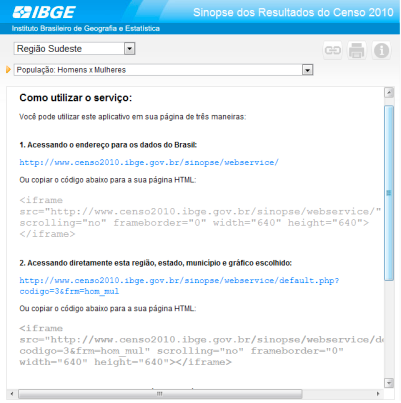 IBGE
Sinopse dos Resultados do Censo 2010
Instituto Brasileiro de Geografia e Estatística
Região Sudeste
População: Homens x Mulheres
Como utilizar o serviço:
Você pode utilizar este aplicativo em sua página de três maneiras:
1. Acessando o endereço para os dados do Brasil:
http://www.censo2010.ibge.gov.br/sinopse/webservice/
Ou copiar o código abaixo para a sua página HTML:
<iframe
src="http://www.censo2010.ibge.gov.br/sinopse/webservice/"
scrolling="no" frameborder="0" width="640" height="640">
</iframe>
2. Acessando diretamente esta região, estado, município e gráfico escolhido:
http://www.censo2010.ibge.gov.br/sinopse/webservice/default.php?
codigo=3&frm=hom_mul
Ou copiar o código abaixo para a sua página HTML:
<iframe
src="http://www.censo2010.ibge.gov.br/sinopse/webservice/de
codigo=3&frm=hom_mul" scrolling="no" frameborder="0"
width="640" height="640"></iframe>